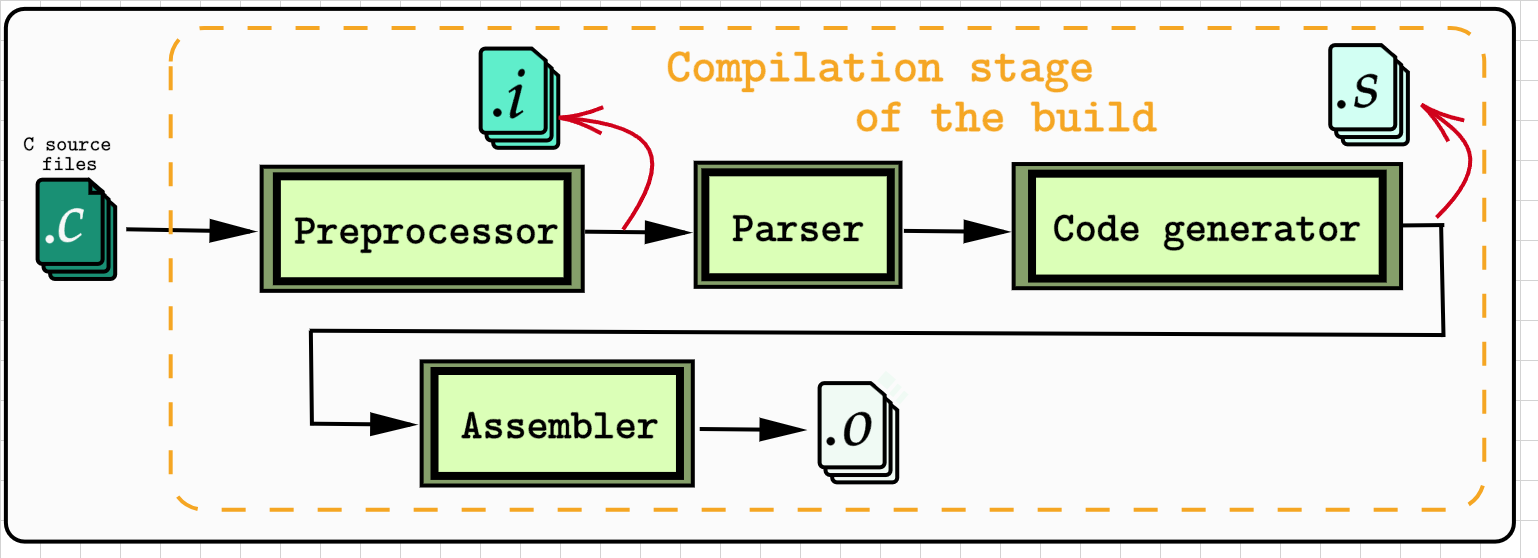 Compilation stage
of the build
.i
.s
C source
files
.c
Preprocessor
Parser
Code generator
Assembler
.o